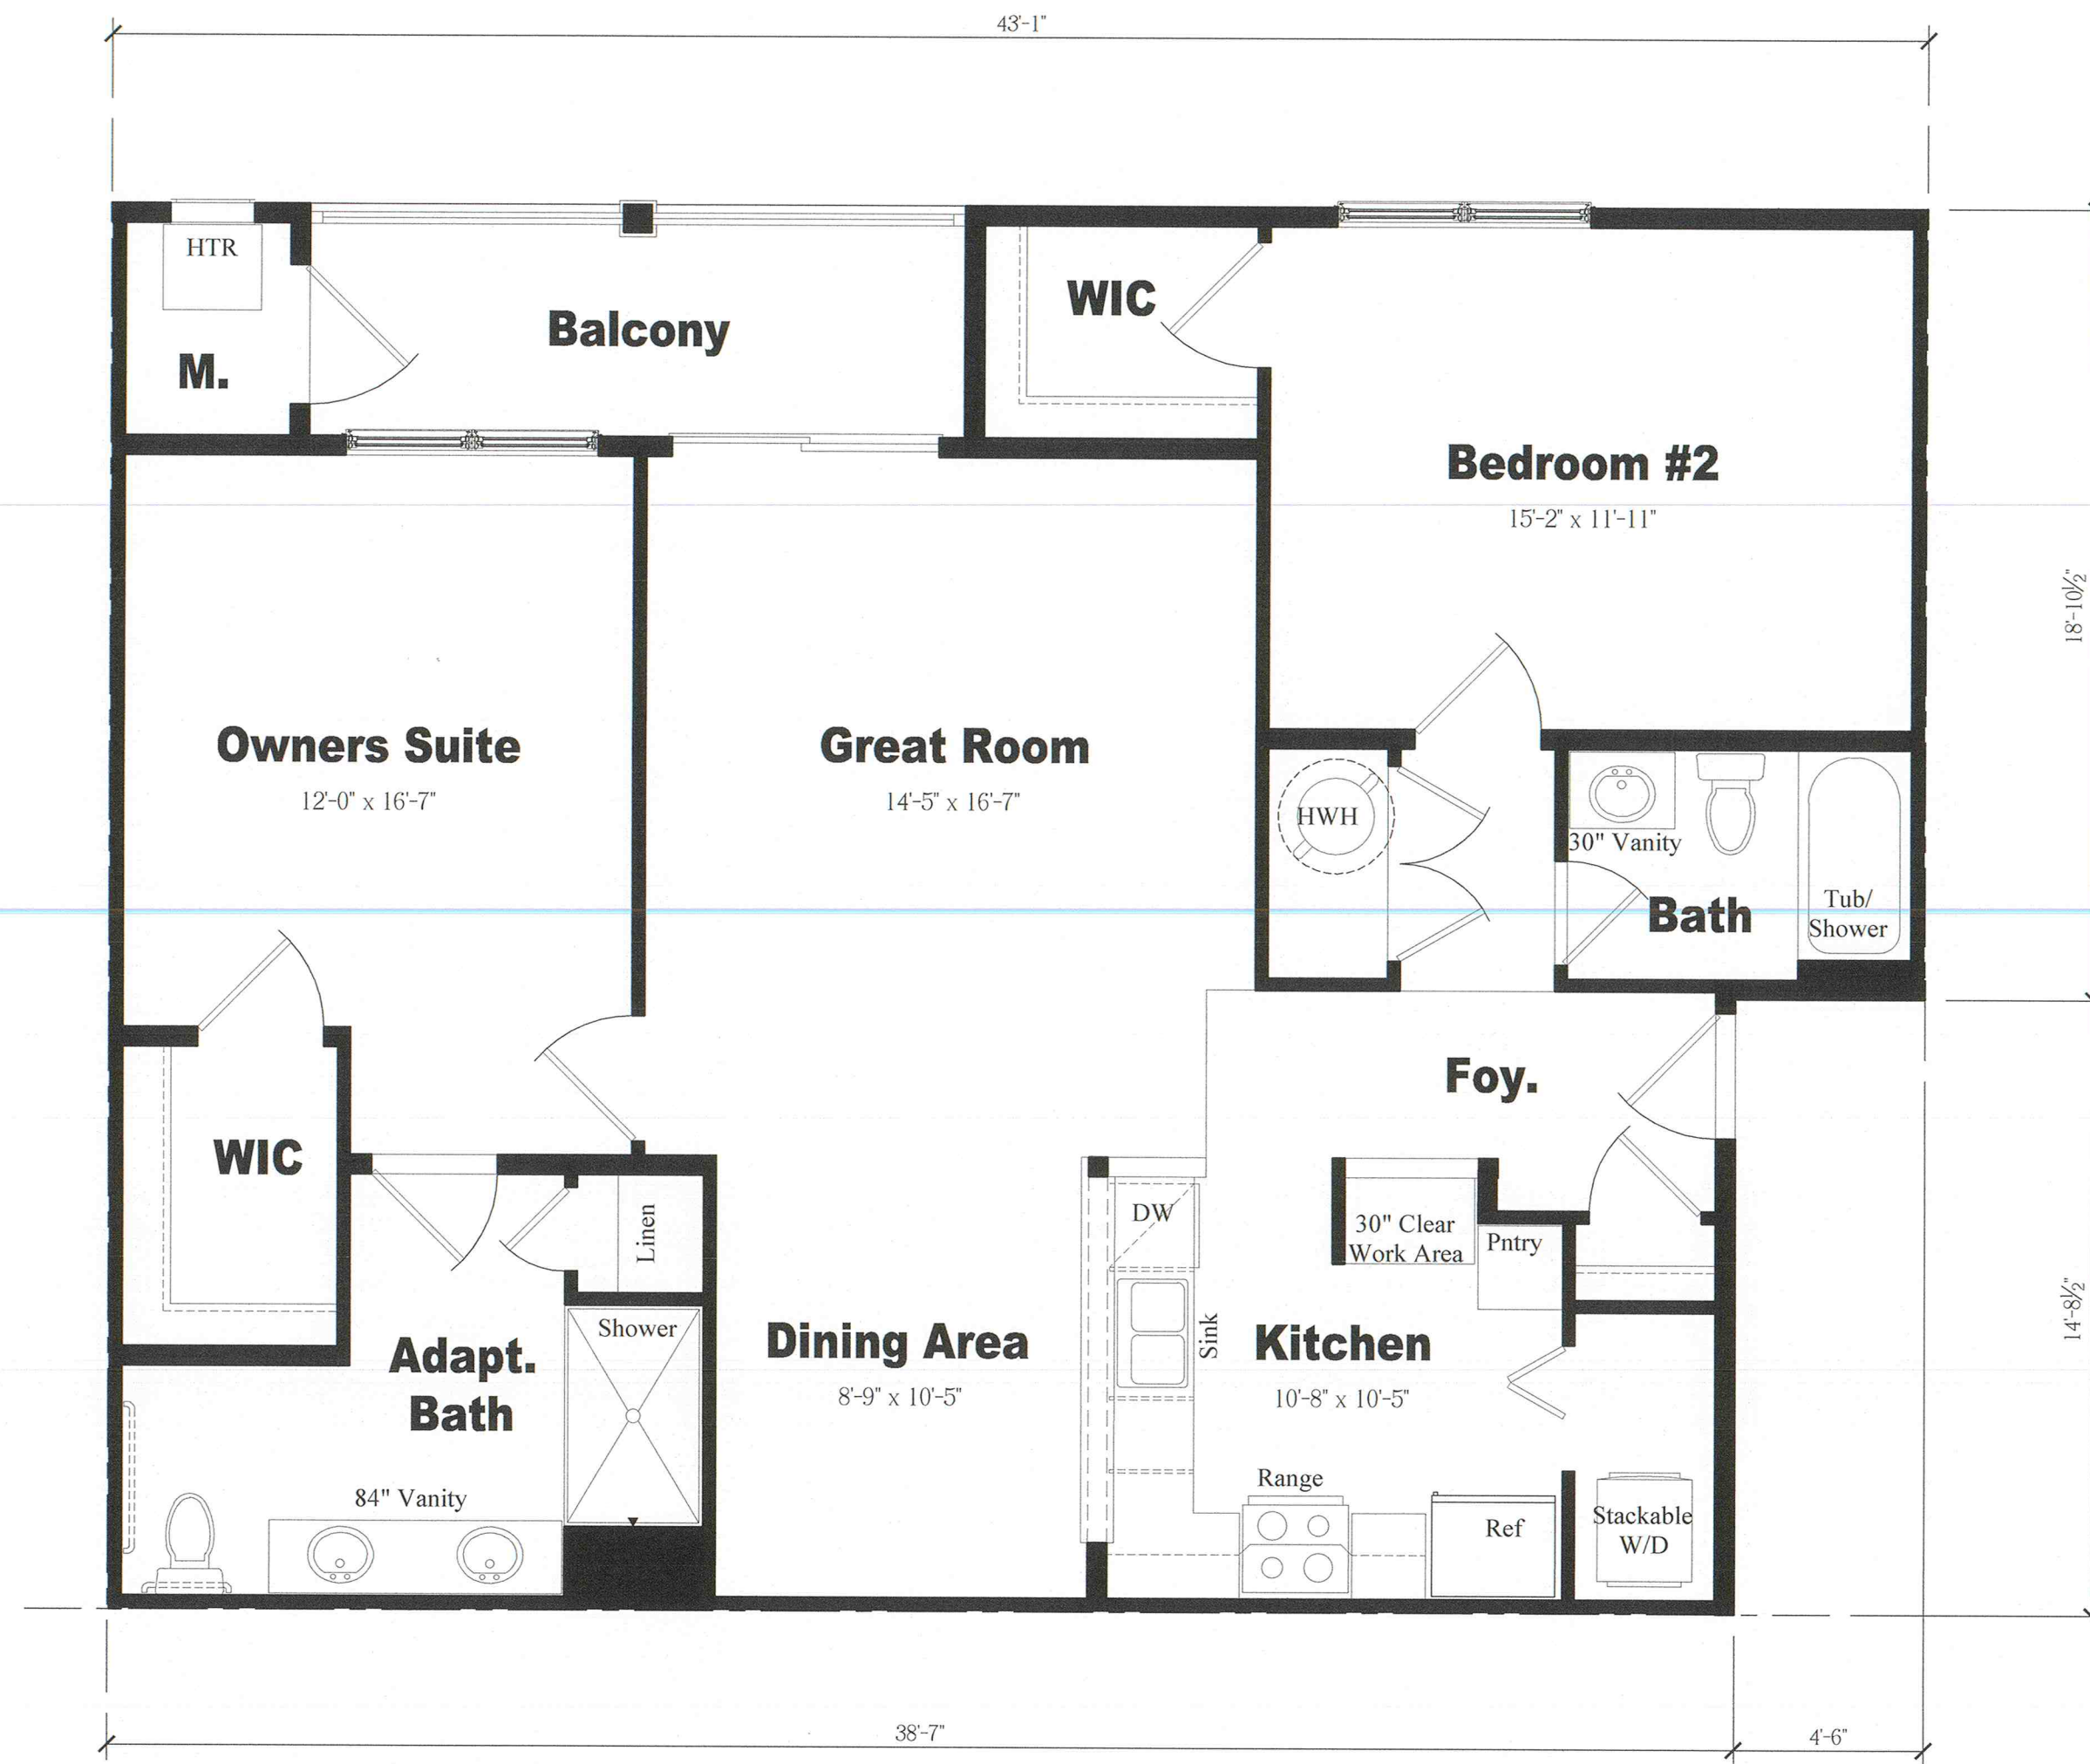 43'-1"
HTR
M.
Balcony
WIC
Bedroom #2
15'-2" x 11'-11"
18'-10½"
Owners Suite
12'-0" x 16'-7"
Great Room
14'-5" x 16'-7"
HWH
30" Vanity
Bath
Tub/
Shower
Foy.
WIC
Linen
DW
30" Clear
Work Area
Pntry
Shower
Adapt.
Bath
Dining Area
8'-9" x 10'-5"
Sink
Kitchen
10'-8" x 10'-5"
14'-8½"
84" Vanity
Range
Ref
Stackable
W/D
38'-7"
4'-6"